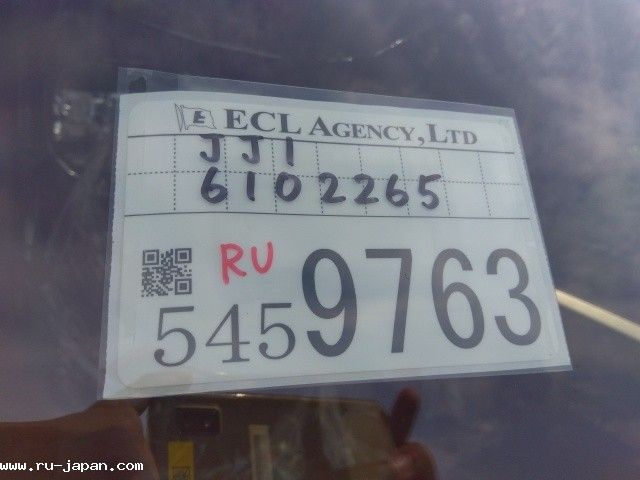 E ECL AGENCY, LTD
JJ1
6102265
RU
5459763
www.ru-japan.com